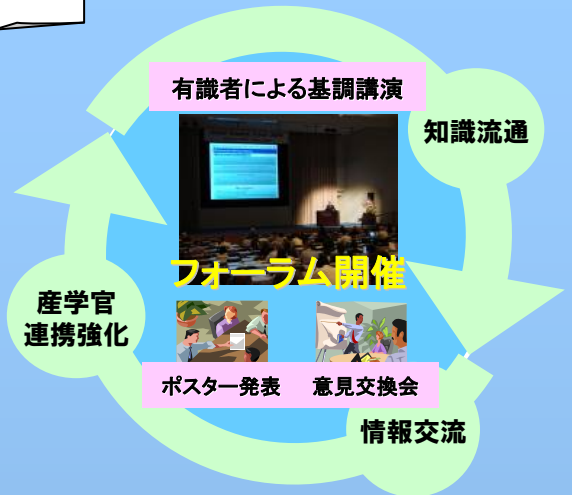 有識者による基調講演
知識流通
フォーラム開催
産学官
連携強化
ポスター発表　意見交換会
情報交流